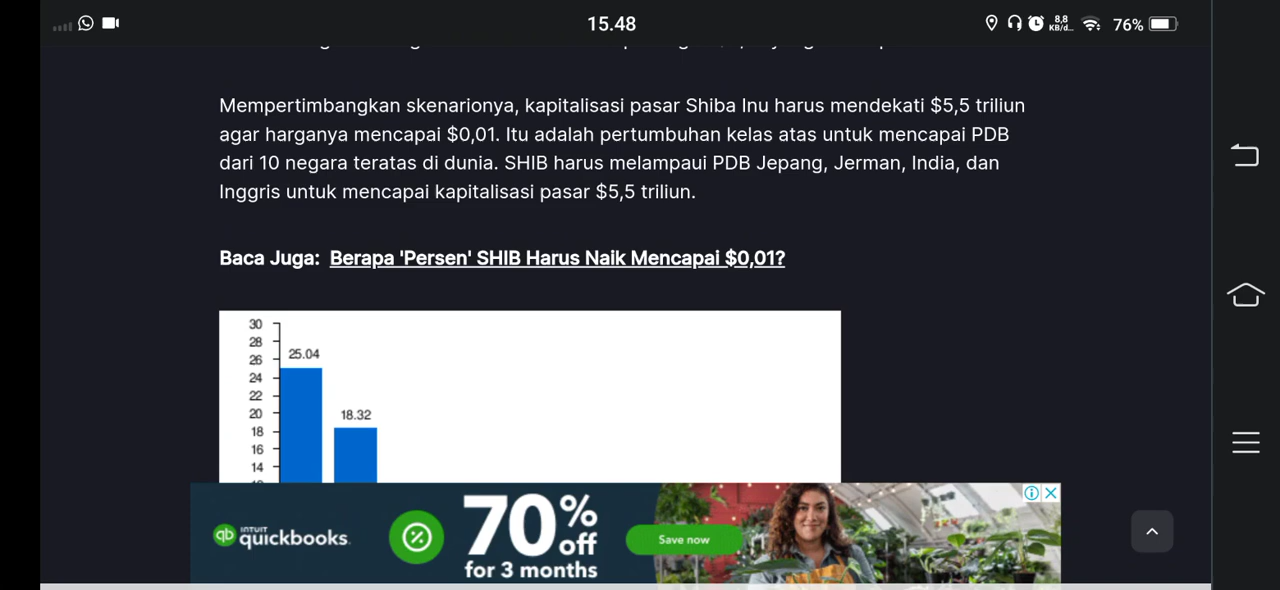 15.48
8,8
KB/d...
76%
Mempertimbangkan skenarionya, kapitalisasi pasar Shiba Inu harus mendekati $5,5 triliun
agar harganya mencapai $0,01. Itu adalah pertumbuhan kelas atas untuk mencapai PDB
dari 10 negara teratas di dunia. SHIB harus melampaui PDB Jepang, Jerman, India, dan
Inggris untuk mencapai kapitalisasi pasar $5,5 triliun.
Baca Juga: Berapa 'Persen' SHIB Harus Naik Mencapai $0,01?
30
28
26
24
22
20
18
16
14
25.04
18.32
qb INTUIT
quickbooks.
70% off
for 3 months
Save now